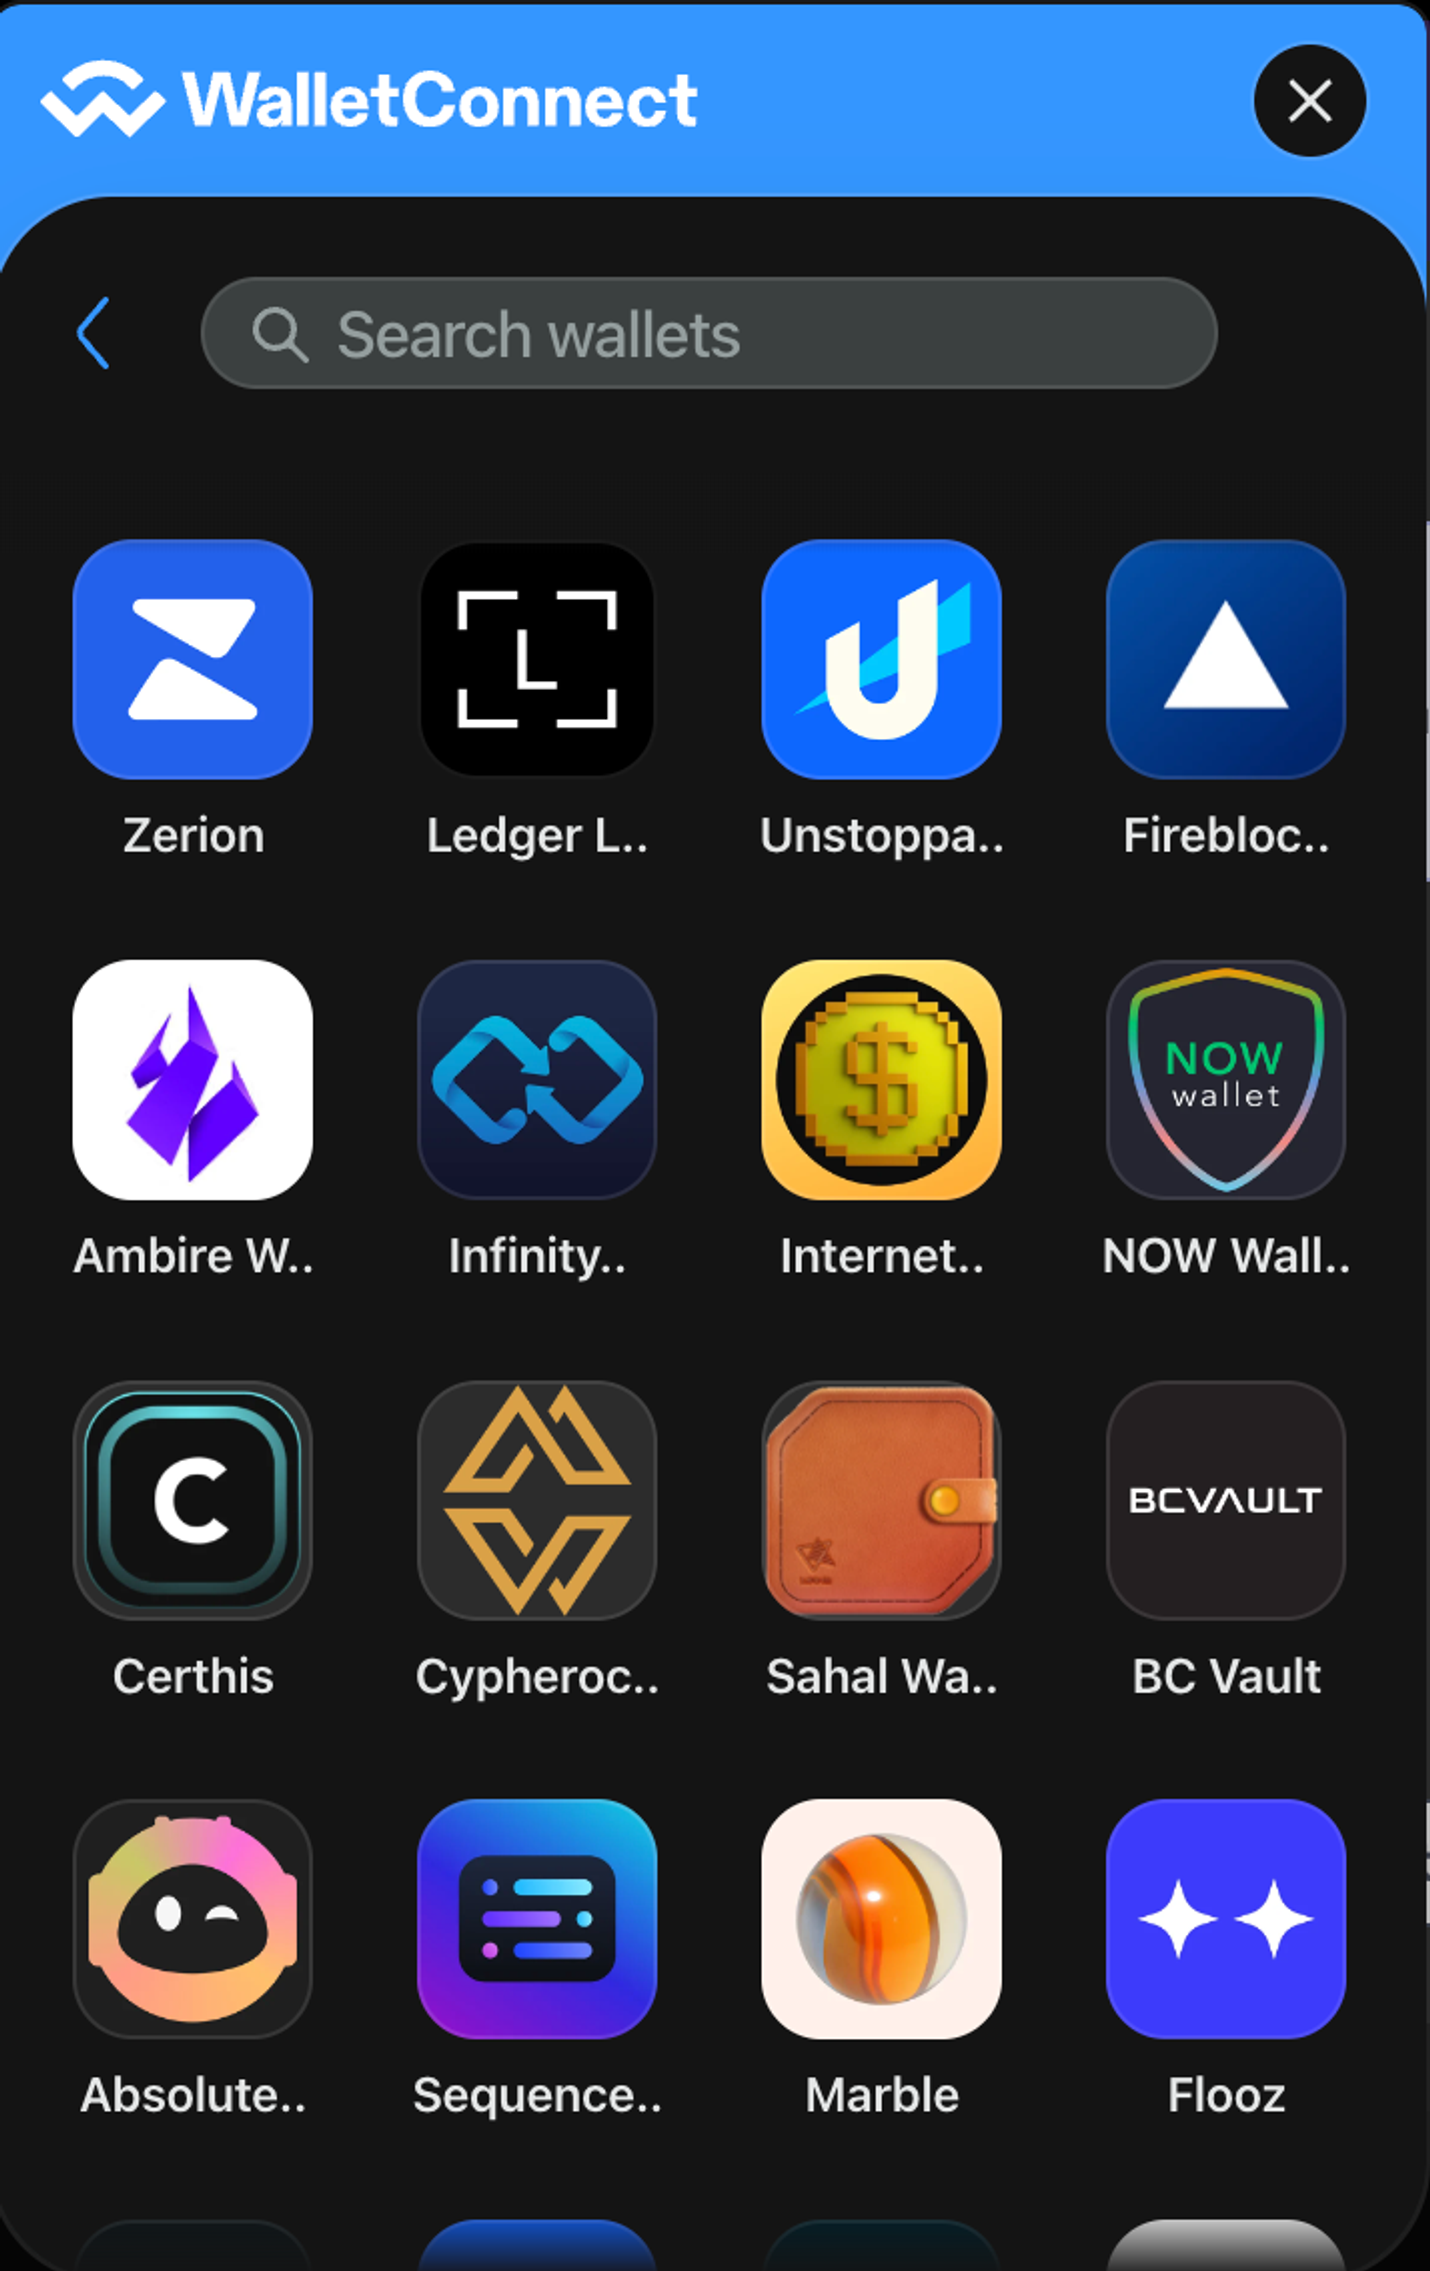 WalletConnect
Search wallets
L
Zerion
Ledger L..
Unstoppa..
Firebloc..
$
NOW
wallet
Ambire W..
Infinity..
Internet..
NOW Wall..
C
BCVAULT
Certhis
Cypheroc..
Sahal Wa..
BC Vault
Absolute..
Sequence..
Marble
Flooz